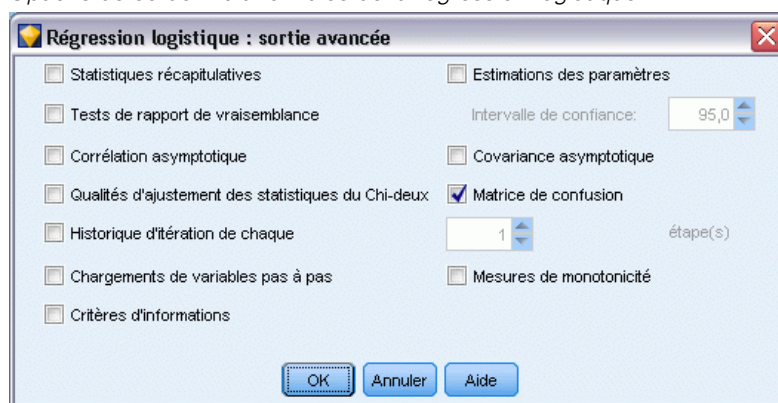 Régression logistique : sortie avancée
Statistiques récapitulatives
Estimations des paramètres
Tests de rapport de vraisemblance
Intervalle de confiance: 95,0
Corrélation asymptotique
Covariance asymptotique
Qualités d'ajustement des statistiques du Chi-deux
Matrice de confusion
Historique d'itération de chaque
1 étape(s)
Chargements de variables pas à pas
Mesures de monotonicité
Critères d'informations
OK Annuler Aide